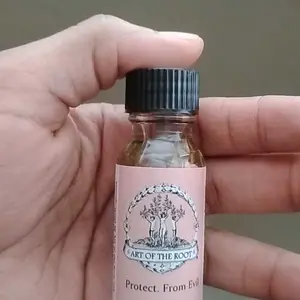 ART OF THE ROOT
Protect. From Evil